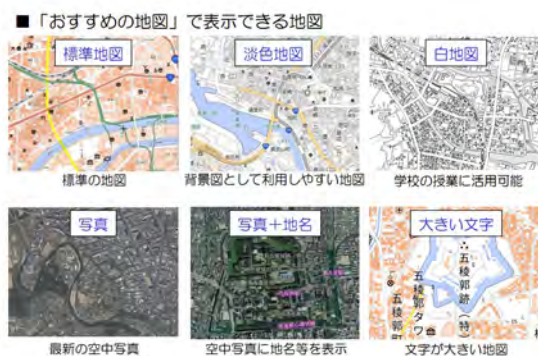 ■「おすすめの地図」で表示できる地図
標準地図
淡色地図
白地図
標準の地図
背景図として利用しやすい地図
学校の授業に活用可能
写真
写真＋地名
大きい文字
五稜郭跡（特
五稜郭タワ
五稜郭町
最新の空中写真
空中写真に地名等を表示
文字が大きい地図